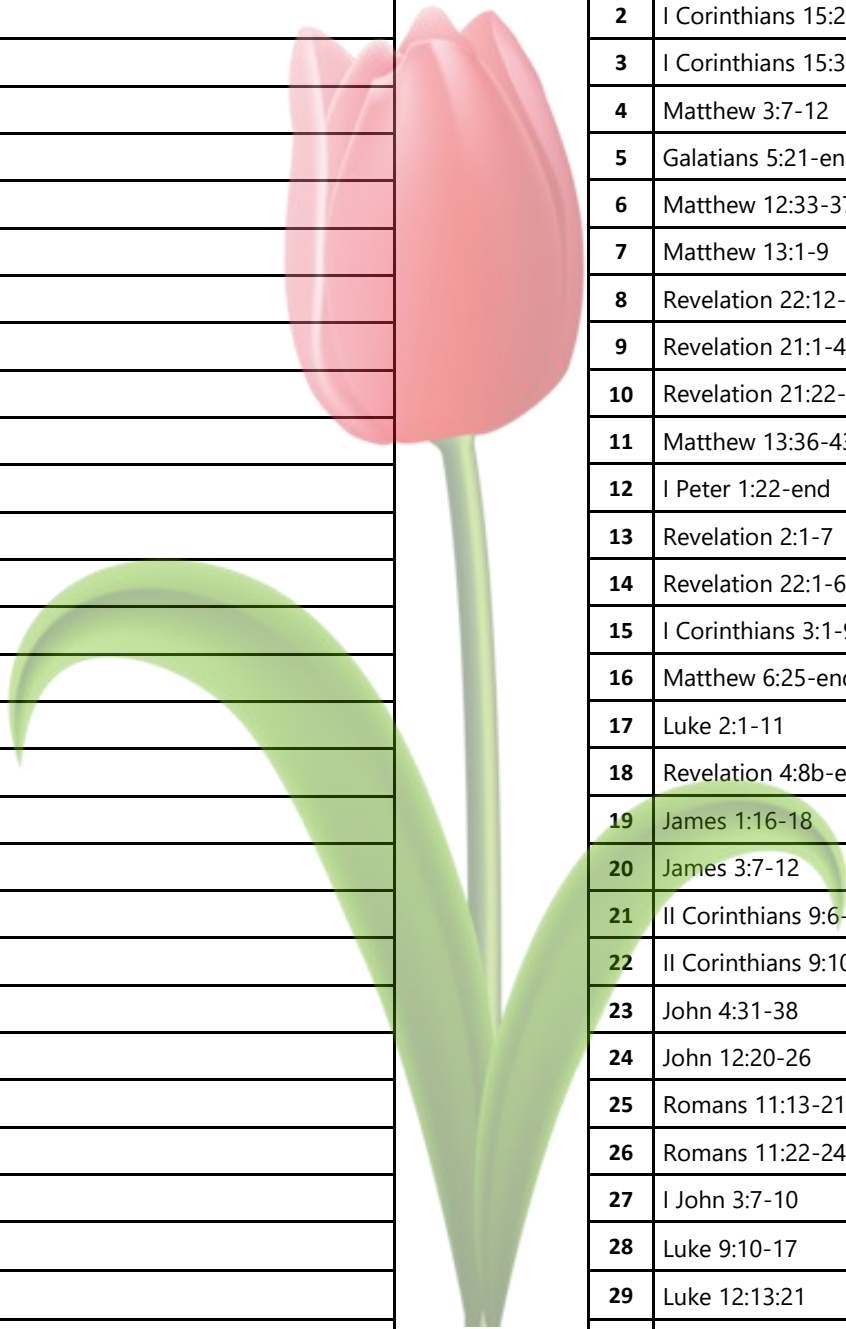 2 I Corinthians 15:2
3 I Corinthians 15:3
4 Matthew 3:7-12
5 Galatians 5:21-en
6 Matthew 12:33-37
7 Matthew 13:1-9
8 Revelation 22:12-
9 Revelation 21:1-4
10 Revelation 21:22-
11 Matthew 13:36-43
12 I Peter 1:22-end
13 Revelation 2:1-7
14 Revelation 22:1-6
15 I Corinthians 3:1-9
16 Matthew 6:25-end
17 Luke 2:1-11
18 Revelation 4:8b-e
19 James 1:16-18
20 James 3:7-12
21 II Corinthians 9:6-
22 II Corinthians 9:10
23 John 4:31-38
24 John 12:20-26
25 Romans 11:13-21
26 Romans 11:22-24
27 I John 3:7-10
28 Luke 9:10-17
29 Luke 12:13:21